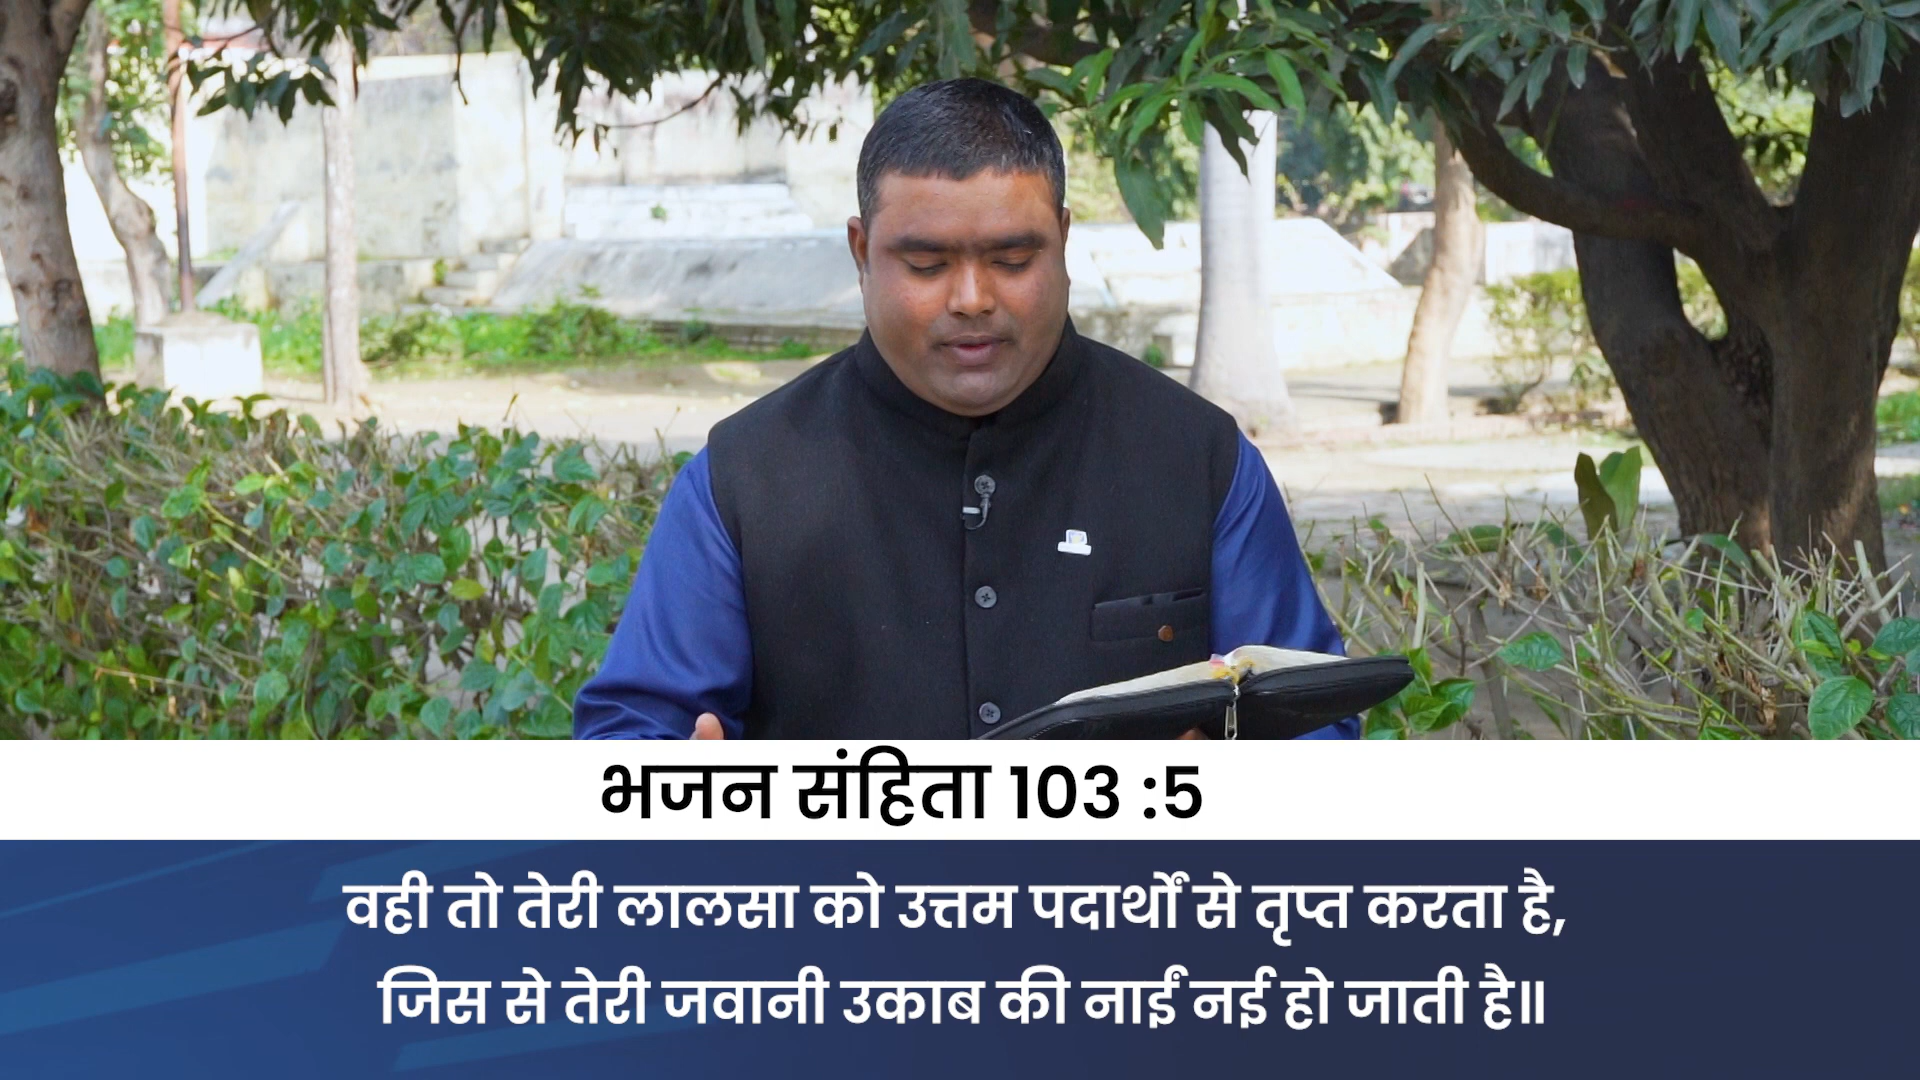 भजन संहिता 103 :5
वही तो तेरी लालसा को उत्तम पदार्थों से तृप्त करता है,
जिस से तेरी जवानी उकाब की नाईं नई हो जाती है॥